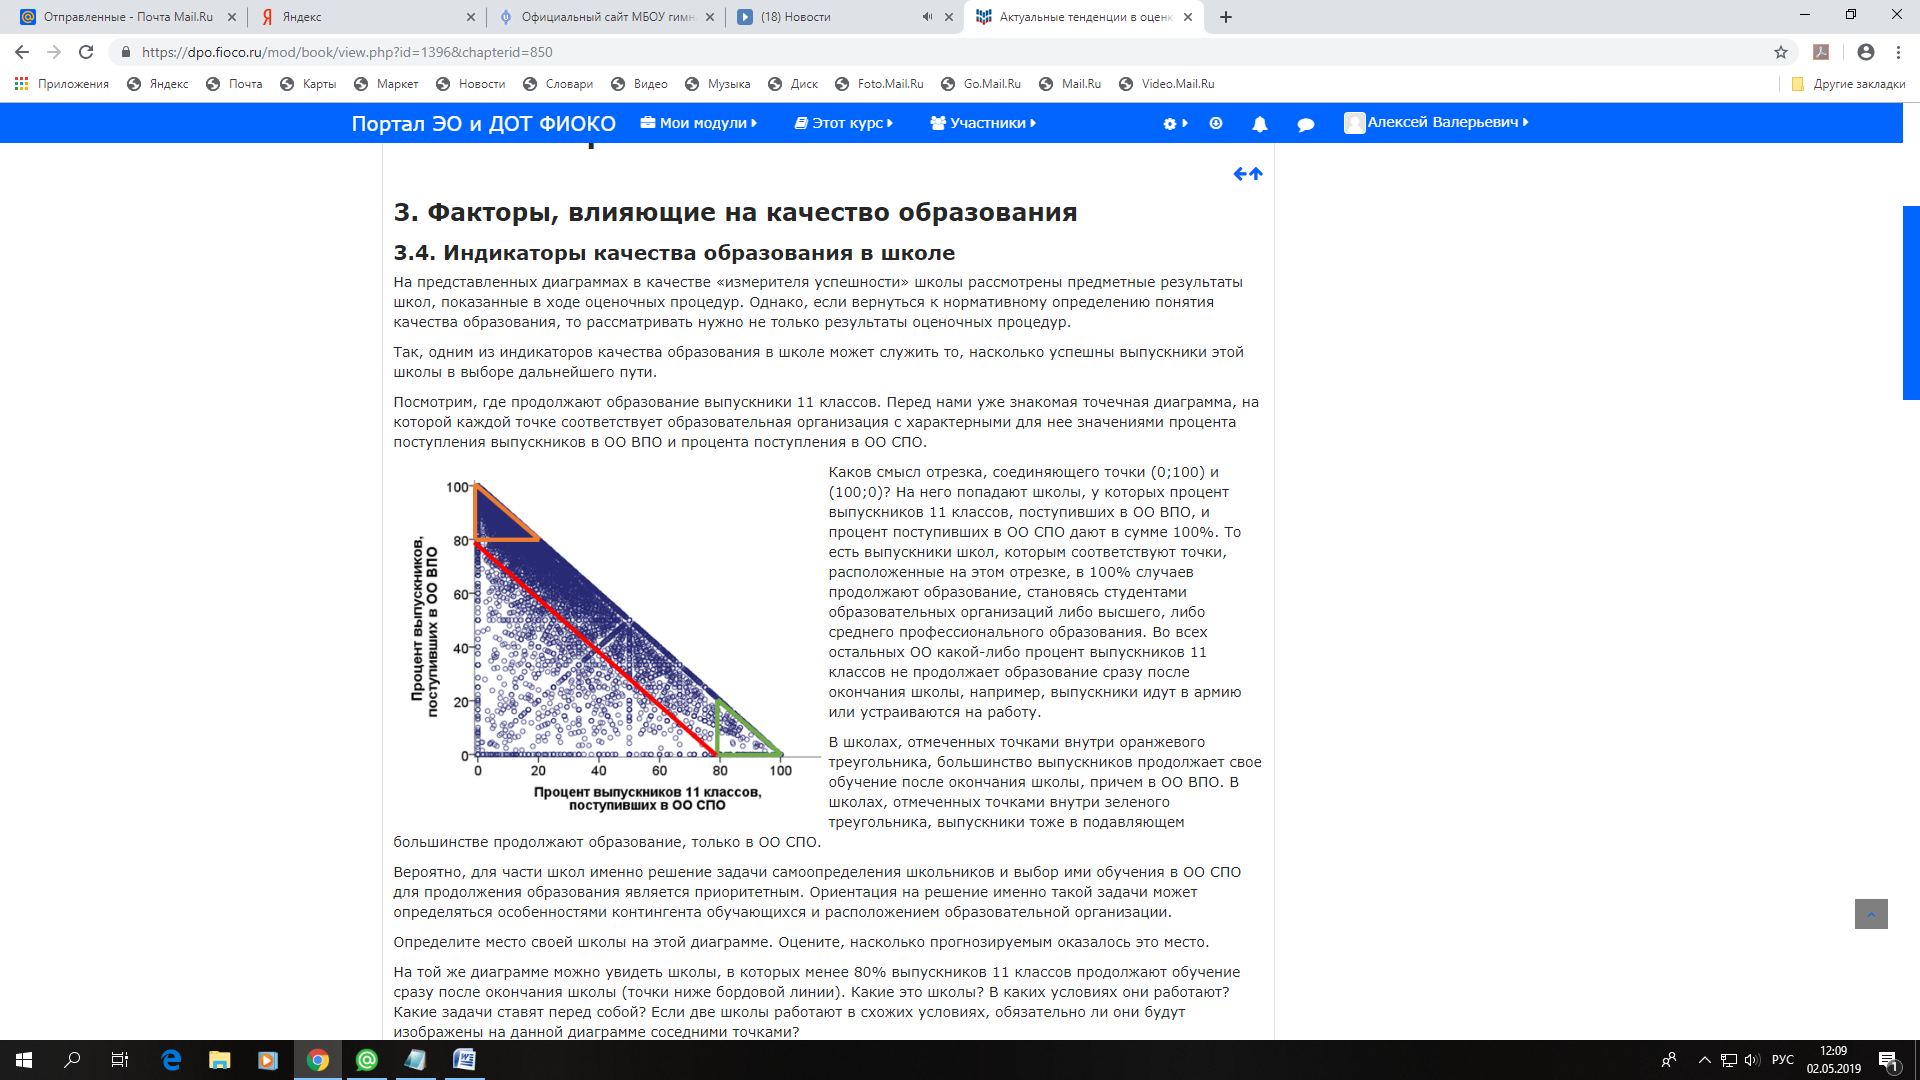 Отправленные - Почта Mail.Ru
Яндекс
Официальный сайт МБОУ гимн
(18) Новости
Актуальные тенденции в оценк
https://dpo.fioco.ru/mod/book/view.php?id=1396&chapterid=850
Приложения Яндекс Почта Карты Маркет Новости Словари Видео Музыка Диск Foto.Mail.Ru Go.Mail.Ru Mail.Ru Video.Mail.Ru Другие закладки
Портал ЭО и ДОТ ФИОКО Мои модули Этот курс Участники Алексей Валерьевич
3. Факторы, влияющие на качество образования
3.4. Индикаторы качества образования в школе
На представленных диаграммах в качестве «измерителя успешности» школы рассмотрены предметные результаты
школ, показанные в ходе оценочных процедур. Однако, если вернуться к нормативному определению понятия
качества образования, то рассматривать нужно не только результаты оценочных процедур.
Так, одним из индикаторов качества образования в школе может служить то, насколько успешны выпускники этой
школы в выборе дальнейшего пути.
Посмотрим, где продолжают образование выпускники 11 классов. Перед нами уже знакомая точечная диаграмма, на
которой каждой точке соответствует образовательная организация с характерными для нее значениями процента
поступления выпускников в ОО ВПО и процента поступления в ОО СПО.
Процент выпускников,
поступивших в ОО ВПО
100
80
60
40
20
0
0 20 40 60 80 100
Процент выпускников 11 классов,
поступивших в ОО СПО
Каков смысл отрезка, соединяющего точки (0;100) и
(100;0)? На него попадают школы, у которых процент
выпускников 11 классов, поступивших в ОО ВПО, и
процент поступивших в ОО СПО дают в сумме 100%. То
есть выпускники школ, которым соответствуют точки,
расположенные на этом отрезке, в 100% случаев
продолжают образование, становясь студентами
образовательных организаций либо высшего, либо
среднего профессионального образования. Во всех
остальных ОО какой-либо процент выпускников 11
классов не продолжает образование сразу после
окончания школы, например, выпускники идут в армию
или устраиваются на работу.
В школах, отмеченных точками внутри оранжевого
треугольника, большинство выпускников продолжает свое
обучение после окончания школы, причем в ОО ВПО. В
школах, отмеченных точками внутри зеленого
треугольника, выпускники тоже в подавляющем
большинстве продолжают образование, только в ОО СПО.
Вероятно, для части школ именно решение задачи самоопределения школьников и выбор ими обучения в ОО СПО
для продолжения образования является приоритетным. Ориентация на решение именно такой задачи может
определяться особенностями контингента обучающихся и расположением образовательной организации.
Определите место своей школы на этой диаграмме. Оцените, насколько прогнозируемым оказалось это место.
На той же диаграмме можно увидеть школы, в которых менее 80% выпускников 11 классов продолжают обучение
сразу после окончания школы (точки ниже бордовой линии). Какие это школы? В каких условиях они работают?
Какие задачи ставят перед собой? Если две школы работают в схожих условиях, обязательно ли они будут
изображены на данной диаграмме соседними точками?
РУС
12:09
02.05.2019
1